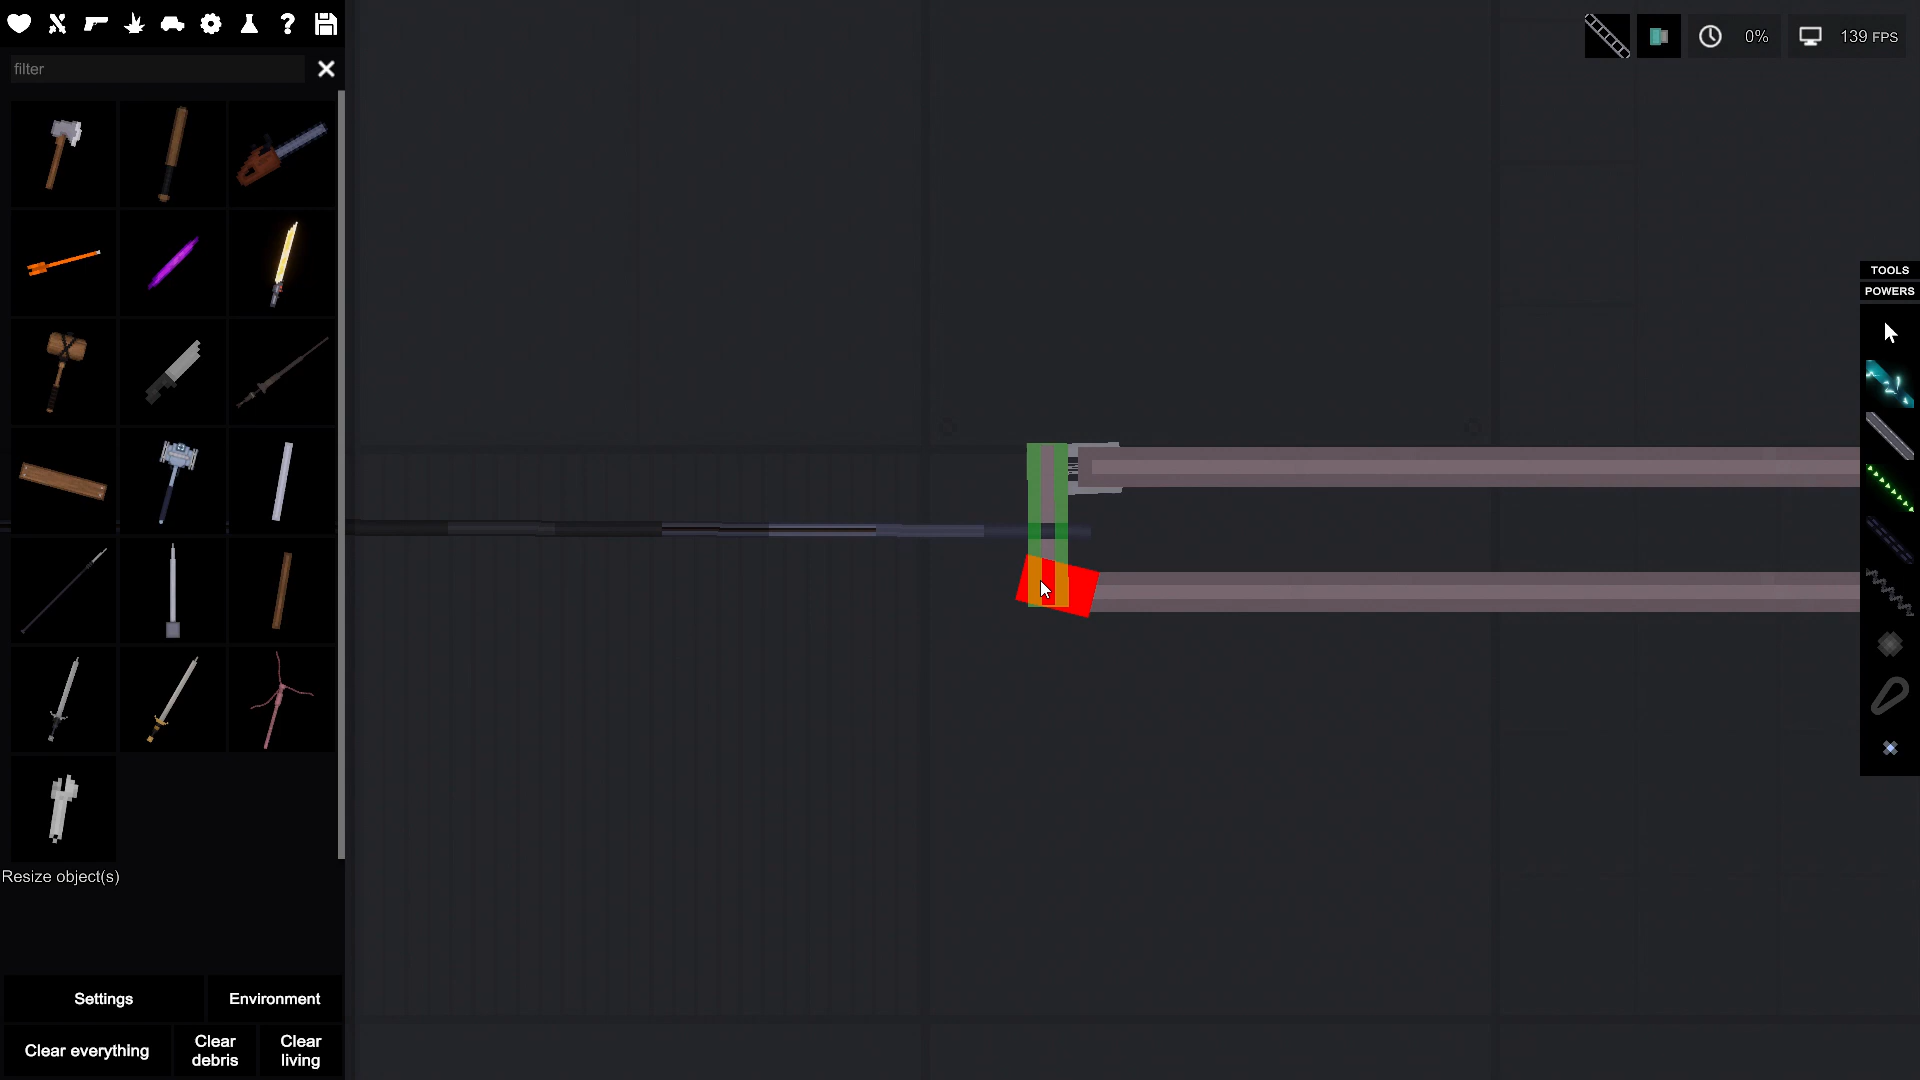 filter
0%
139 FPS
TOOLS
POWERS
Resize object(s)
Settings
Environment
Clear everything
Clear
debris
Clear
living